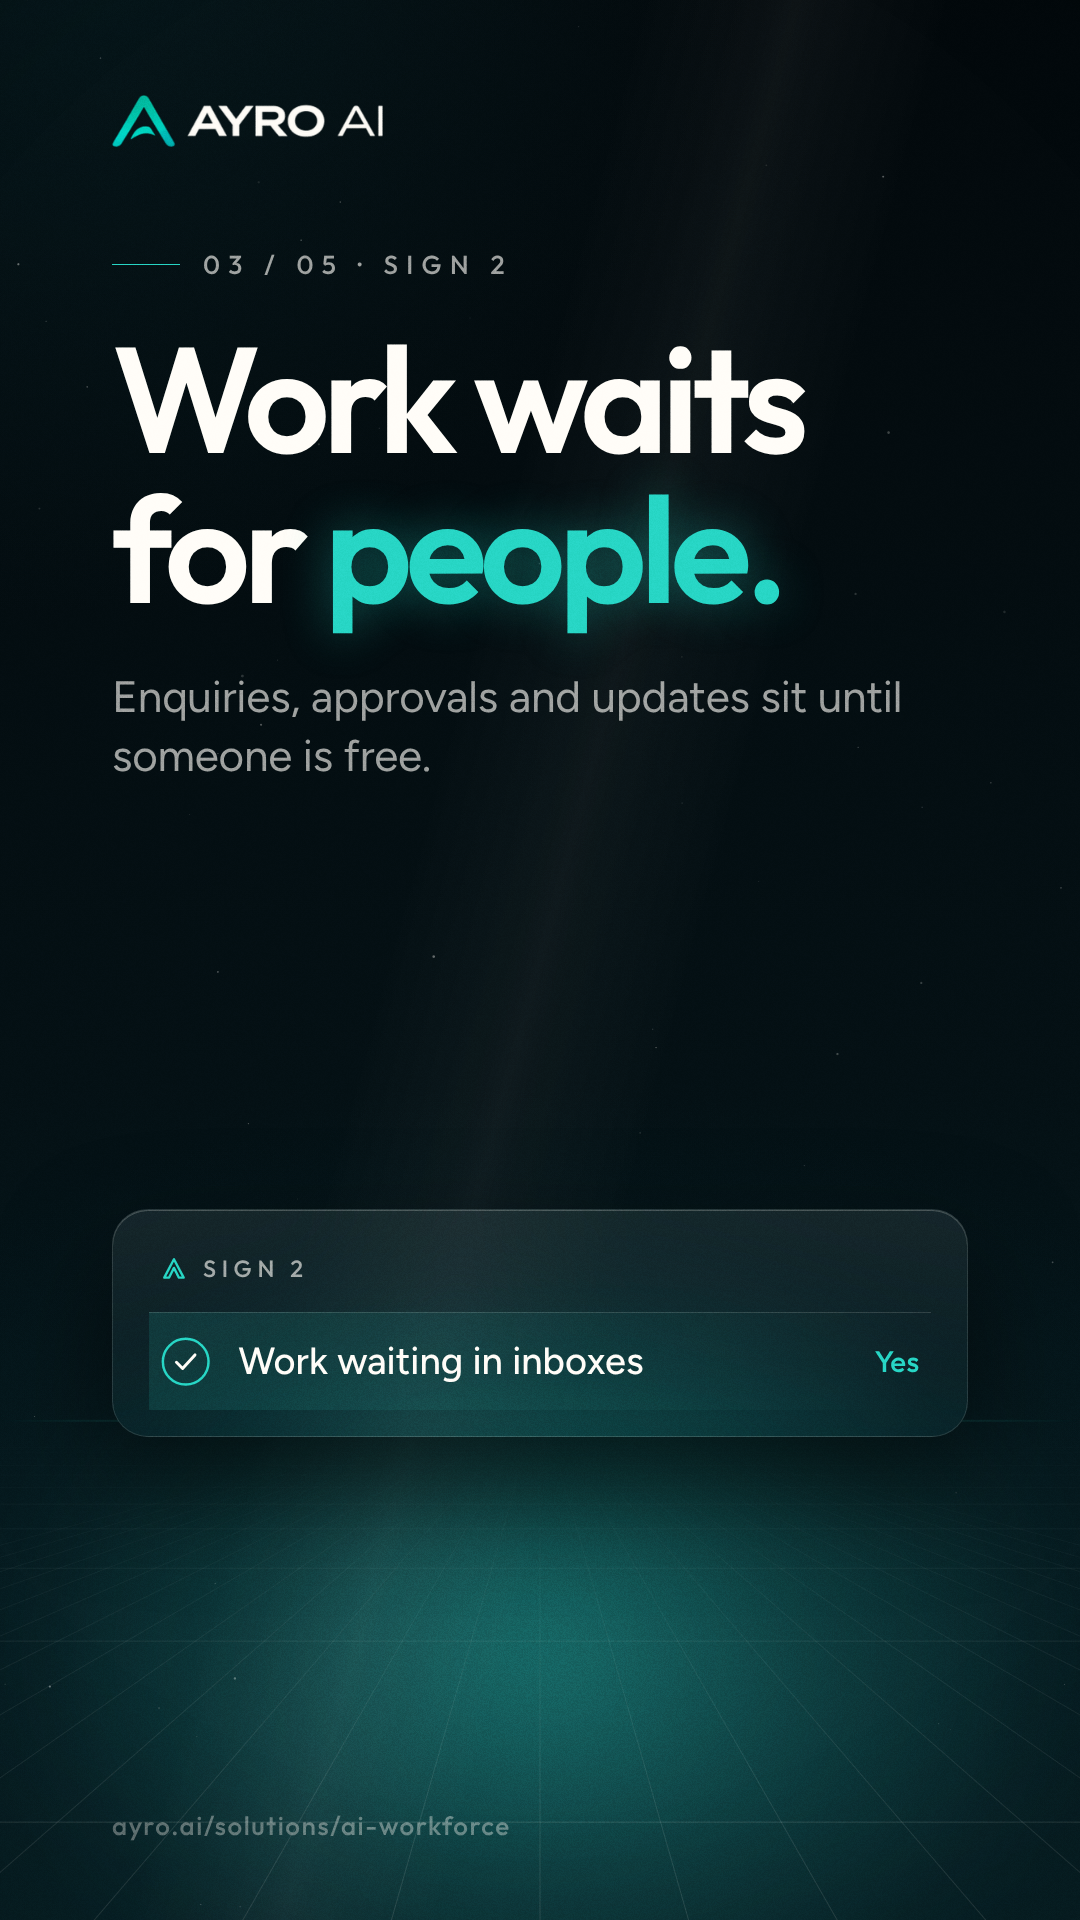 AYRO AI
03 / 05 · SIGN 2
Work waits
for people.
Enquiries, approvals and updates sit until
someone is free.
SIGN 2
Work waiting in inboxes Yes
ayro.ai/solutions/ai-workforce